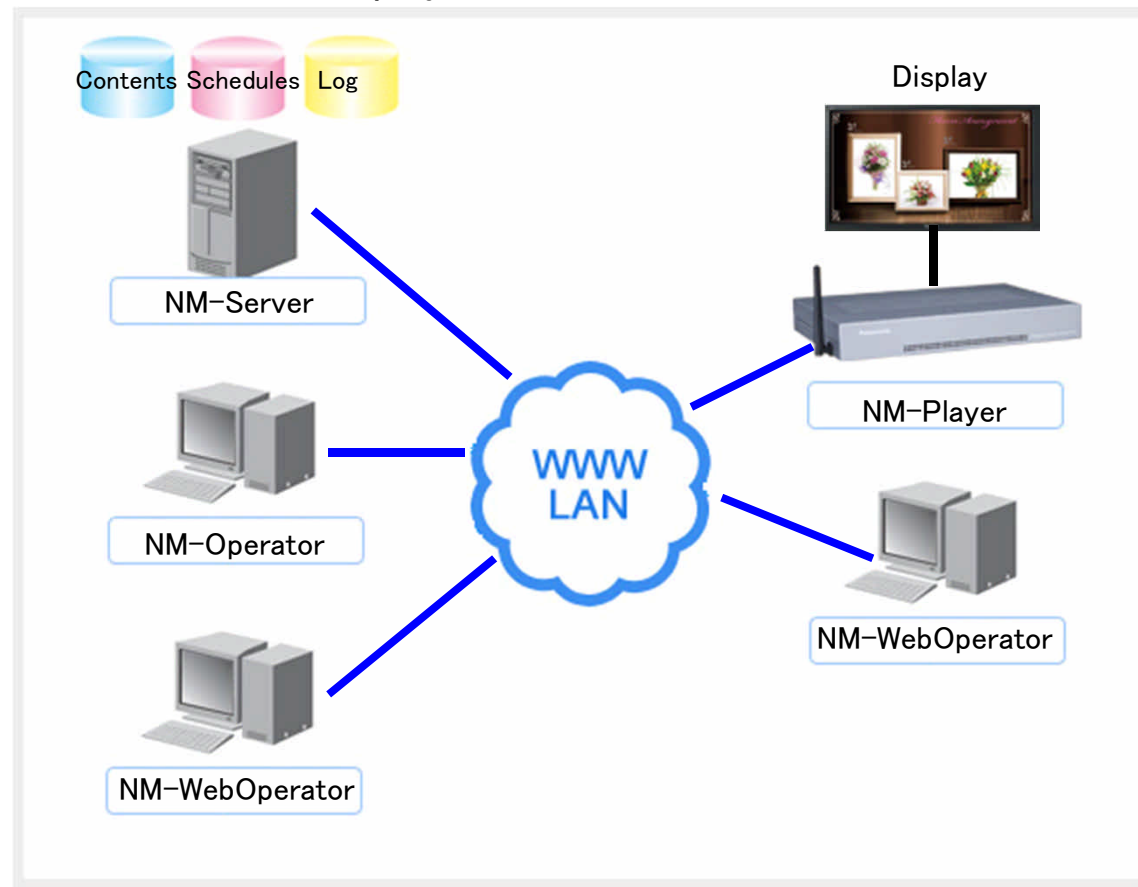 Contents Schedules Log
Display
NM-Server
NM-Player
WWW
LAN
NM-Operator
NM-WebOperator
NM-WebOperator